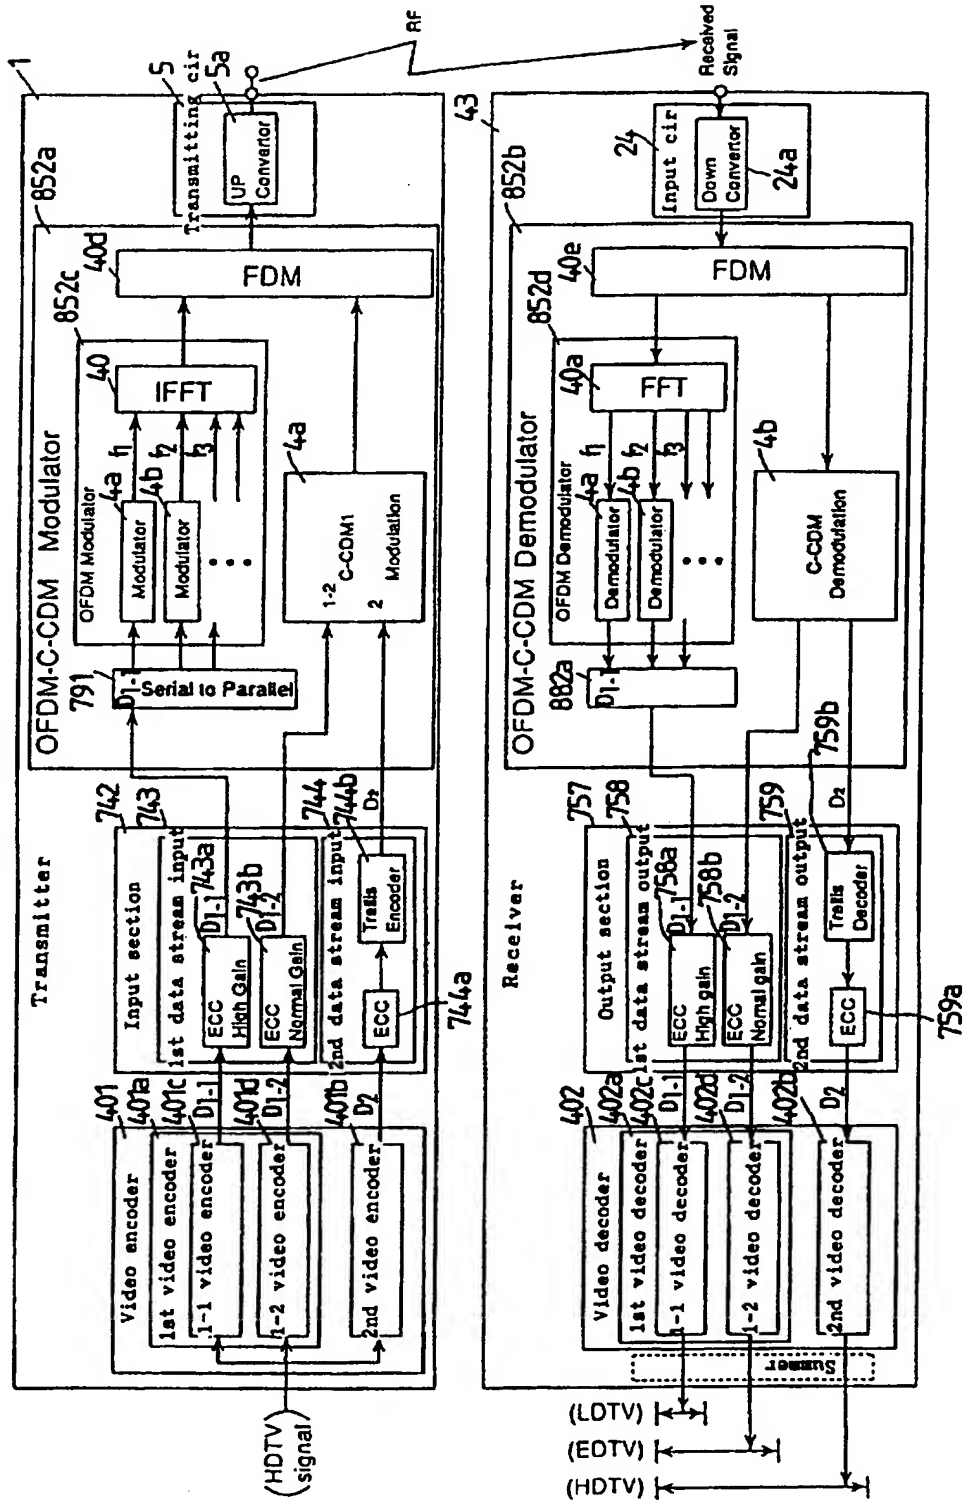 Transmitter
1
(HDTV signal)
Video encoder
401
1st video encoder
401a
1-1 video encoder
401c
D1-1
1-2 video encoder
401d
D1-2
2nd video encoder
401b
D2
Input section
742
1st data stream input
743
ECC
High Gain
743a
D1-1
ECC
Normal Gain
743b
D1-2
2nd data stream input
744
ECC
744a
Trellis
Encoder
744b
D2
OFDM-C-CDM Modulator
852a
791
D1-1
Serial to Parallel
OFDM Modulator
852c
Modulator
4a
f1
Modulator
4b
f2
f3
IFFT
40
1-2
C-CDM1
2
Modulation
4a
FDM
40d
Transmitting cir
5
UP
Convertor
5a
RF
Receiver
43
Received
Signal
Input cir
24
Down
Convertor
24a
OFDM-C-CDM Demodulator
852b
FDM
40e
OFDM Demodulator
852d
FFT
40a
f1
Demodulator
4a
f2
Demodulator
4b
f3
882a
D1-1
C-CDM
Demodulation
4b
Output section
757
1st data stream output
758
ECC
High gain
758a
D1-1
ECC
Normal gain
758b
D1-2
2nd data stream output
759
ECC
759a
Trellis
Decoder
759b
D2
Video decoder
402
1st video decoder
402a
1-1 video decoder
402c
D1-1
1-2 video decoder
402d
D1-2
2nd video decoder
402b
D2
Summer
(LDTV)
(EDTV)
(HDTV)